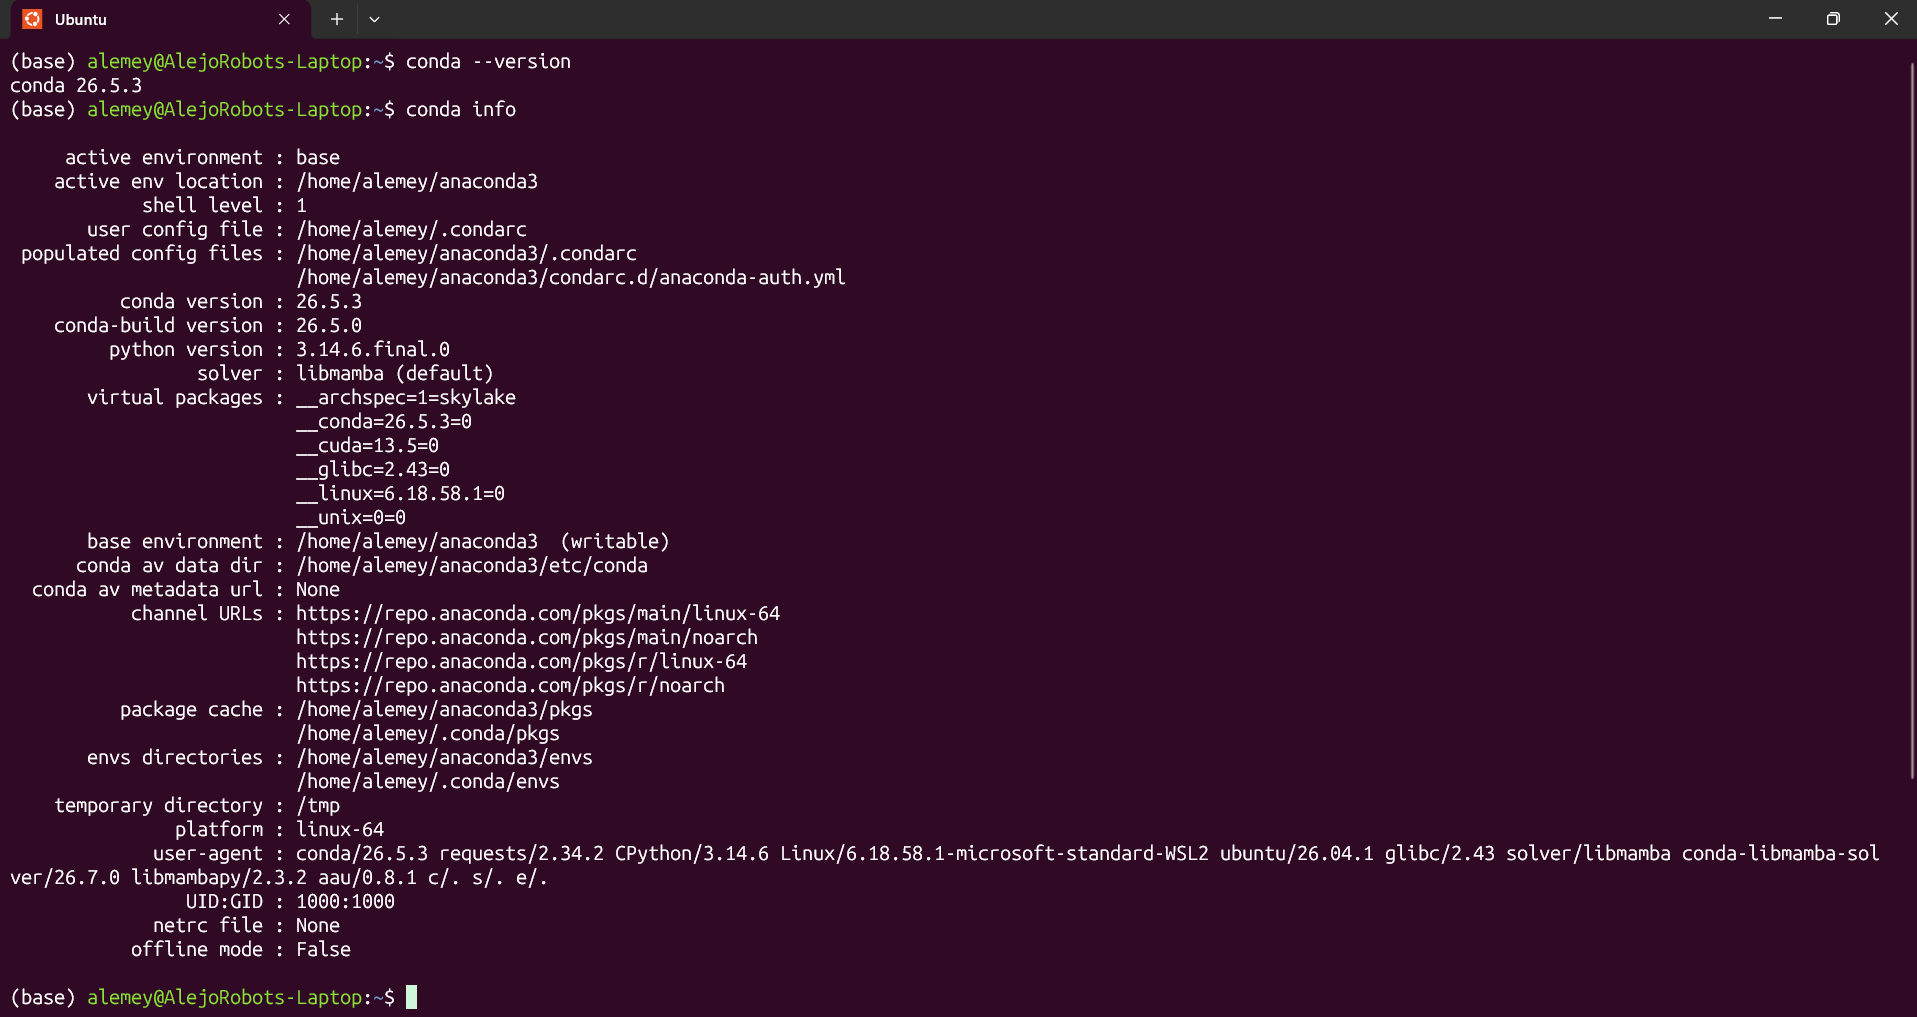 Ubuntu
(base) alemey@AlejoRobots-Laptop:~$ conda --version
conda 26.5.3
(base) alemey@AlejoRobots-Laptop:~$ conda info
active environment : base
active env location : /home/alemey/anaconda3
shell level : 1
user config file : /home/alemey/.condarc
populated config files : /home/alemey/anaconda3/.condarc
/home/alemey/anaconda3/condarc.d/anaconda-auth.yml
conda version : 26.5.3
conda-build version : 26.5.0
python version : 3.14.6.final.0
solver : libmamba (default)
virtual packages : __archspec=1=skylake
__conda=26.5.3=0
__cuda=13.5=0
__glibc=2.43=0
__linux=6.18.58.1=0
__unix=0=0
base environment : /home/alemey/anaconda3  (writable)
conda av data dir : /home/alemey/anaconda3/etc/conda
conda av metadata url : None
channel URLs : https://repo.anaconda.com/pkgs/main/linux-64
https://repo.anaconda.com/pkgs/main/noarch
https://repo.anaconda.com/pkgs/r/linux-64
https://repo.anaconda.com/pkgs/r/noarch
package cache : /home/alemey/anaconda3/pkgs
/home/alemey/.conda/pkgs
envs directories : /home/alemey/anaconda3/envs
/home/alemey/.conda/envs
temporary directory : /tmp
platform : linux-64
user-agent : conda/26.5.3 requests/2.34.2 CPython/3.14.6 Linux/6.18.58.1-microsoft-standard-WSL2 ubuntu/26.04.1 glibc/2.43 solver/libmamba conda-libmamba-sol
ver/26.7.0 libmambapy/2.3.2 aau/0.8.1 c/. s/. e/.
UID:GID : 1000:1000
netrc file : None
offline mode : False
(base) alemey@AlejoRobots-Laptop:~$